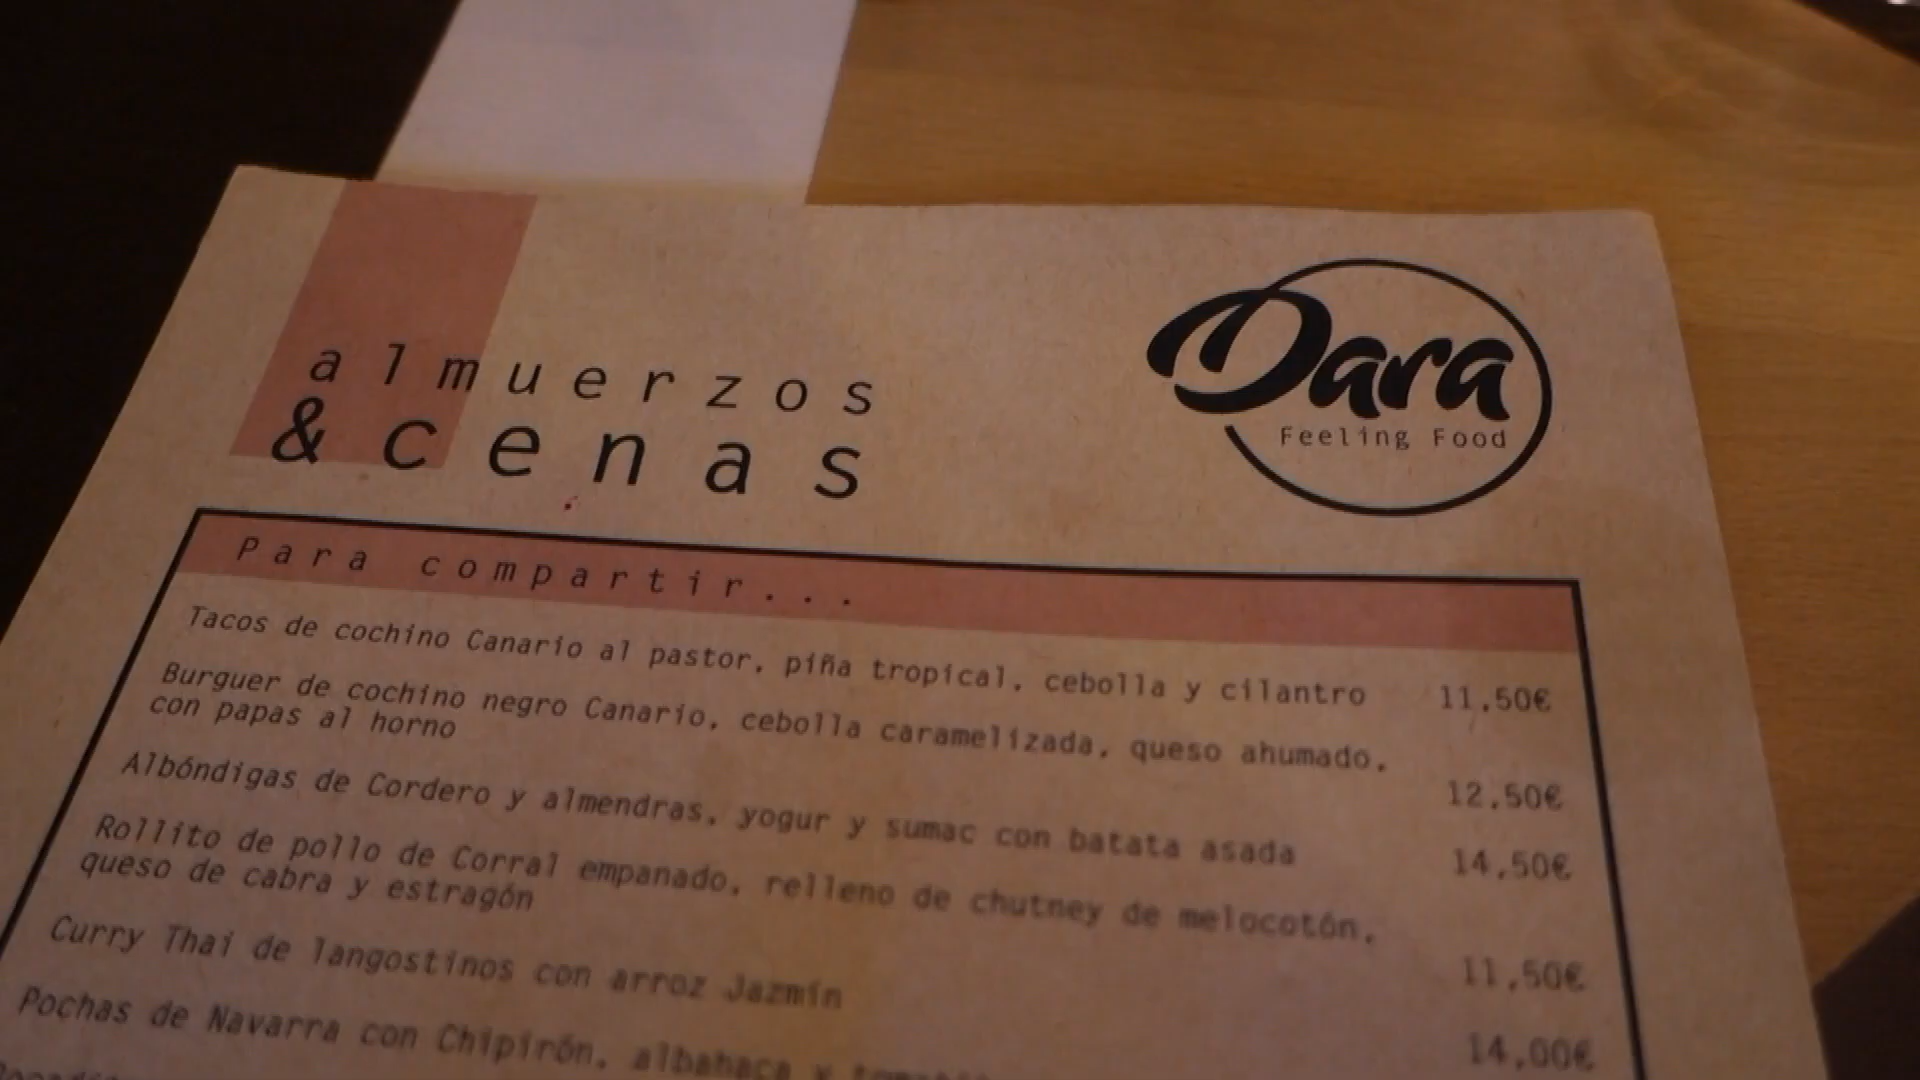 almuerzos
& cenas
Dara
Feeling Food
Para compartir...
Tacos de cochino Canario al pastor, piña tropical, cebolla y cilantro 11,50€
Burguer de cochino negro Canario, cebolla caramelizada, queso ahumado,
con papas al horno 12,50€
Albóndigas de Cordero y almendras, yogur y sumac con batata asada 14,50€
Rollito de pollo de Corral empanado, relleno de chutney de melocotón,
queso de cabra y estragón 11,50€
Curry Thai de langostinos con arroz Jazmín 14,00€
Pochas de Navarra con Chipirón, albahaca y